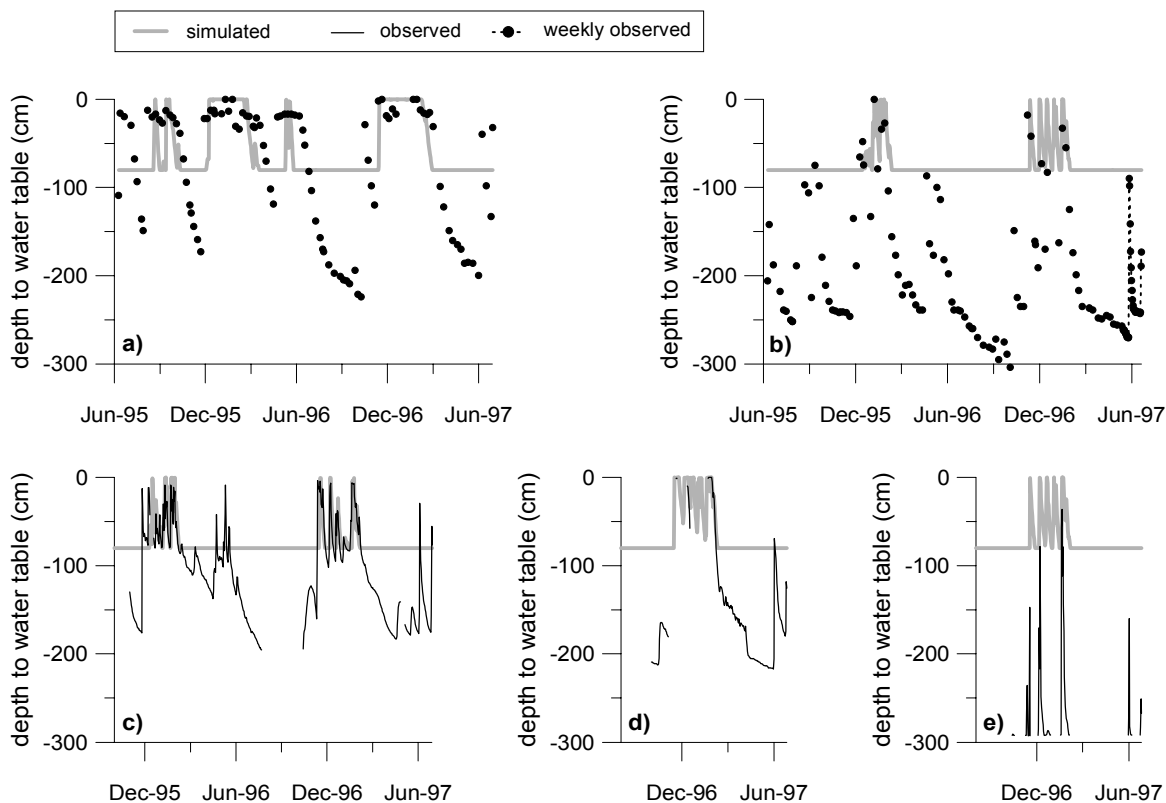 simulated observed weekly observed
depth to water table (cm)
0
-100
-200
-300
a)
Jun-95 Dec-95 Jun-96 Dec-96 Jun-97
depth to water table (cm)
0
-100
-200
-300
b)
Jun-95 Dec-95 Jun-96 Dec-96 Jun-97
depth to water table (cm)
0
-100
-200
-300
c)
Dec-95 Jun-96 Dec-96 Jun-97
depth to water table (cm)
0
-100
-200
-300
d)
Dec-96 Jun-97
depth to water table (cm)
0
-100
-200
-300
e)
Dec-96 Jun-97